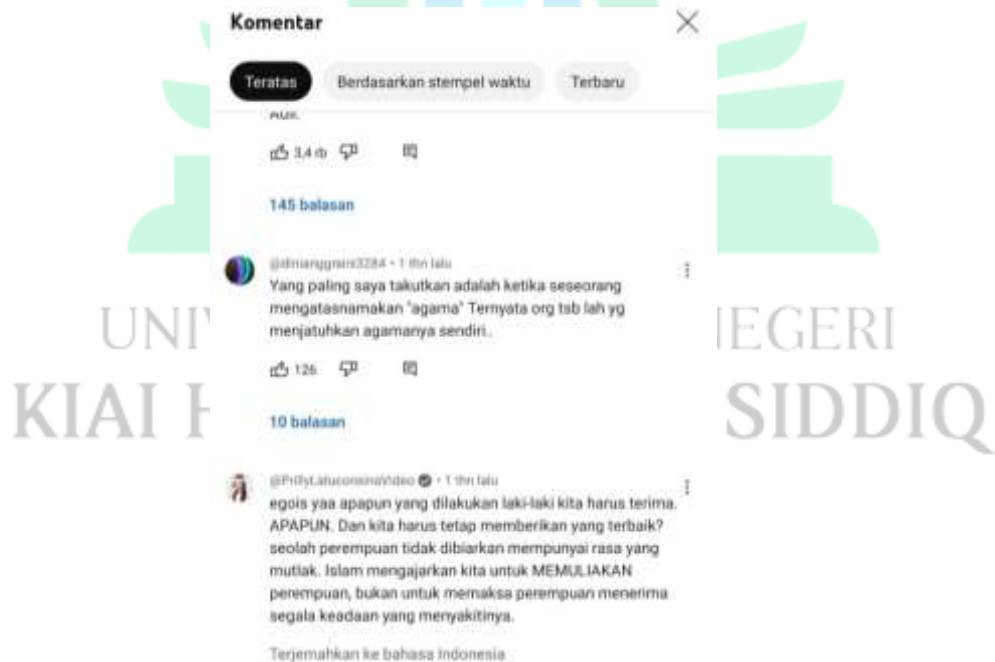 Komentar
Teratas
Berdasarkan stempel waktu
Terbaru
3,4 rb
145 balasan
@dimanggraini3284 • 1 thn lalu
Yang paling saya takutkan adalah ketika seseorang
mengatasnamakan "agama" Ternyata org tsb lah yg
menjatuhkan agamanya sendiri..
126
10 balasan
@PrillyLatuconsinaVideo • 1 thn lalu
egois yaa apapun yang dilakukan laki-laki kita harus terima.
APAPUN. Dan kita harus tetap memberikan yang terbaik?
seolah perempuan tidak dibiarkan mempunyai rasa yang
mutlak. Islam mengajarkan kita untuk MEMULIAKAN
perempuan, bukan untuk memaksa perempuan menerima
segala keadaan yang menyakitinya.
Terjemahkan ke bahasa Indonesia
UNI EGERI
KIAI H SIDDIQ